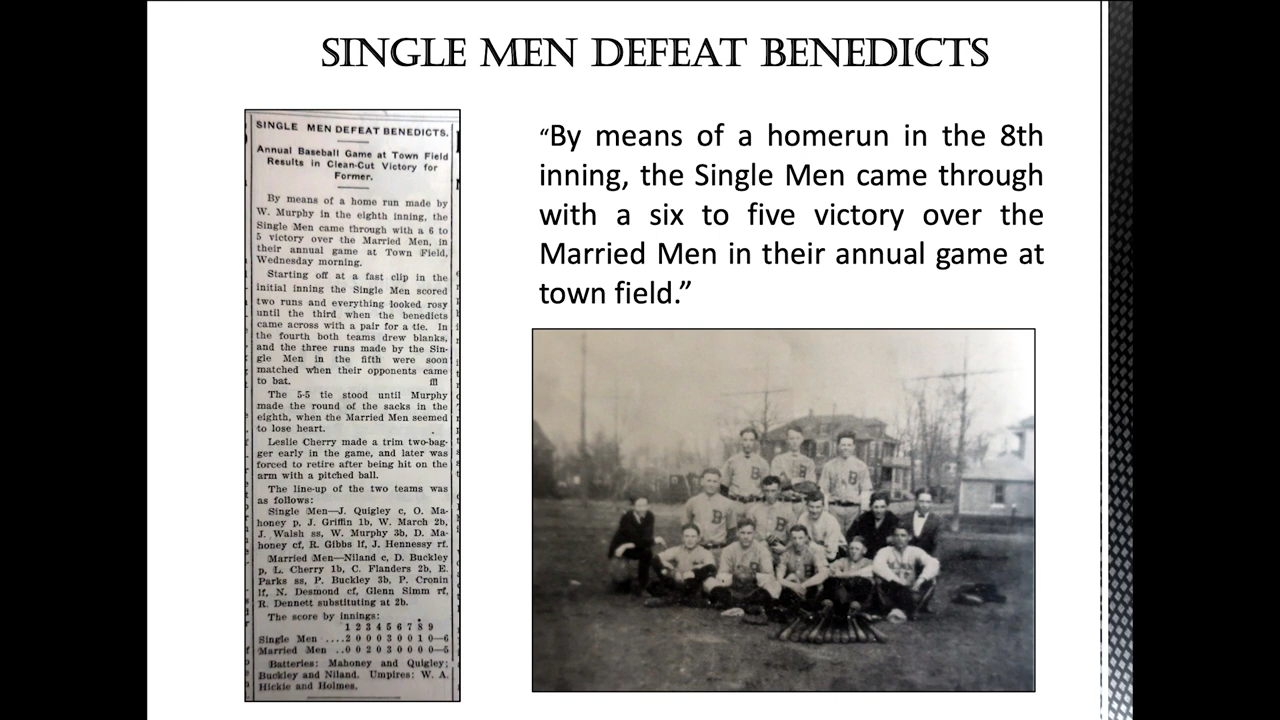 SINGLE MEN DEFEAT BENEDICTS
SINGLE MEN DEFEAT BENEDICTS.
Annual Baseball Game at Town Field
Results in Clean-Cut Victory for
Former.
By means of a home run made by
W. Murphy in the eighth inning, the
Single Men came through with a 6 to
5 victory over the Married Men, in
their annual game at Town Field,
Wednesday morning.
Starting off at a fast clip in the
initial inning the Single Men scored
two runs and everything looked rosy
until the third when the benedicts
came across with a pair for a tie. In
the fourth both teams drew blanks,
and the three runs made by the Sin-
gle Men in the fifth were soon
matched when their opponents came
to bat.
The 5-5 tie stood until Murphy
made the round of the sacks in the
eighth, when the Married Men seemed
to lose heart.
Leslie Cherry made a trim two-bag-
ger early in the game, and later was
forced to retire after being hit on the
arm with a pitched ball.
The line-up of the two teams was
as follows:
Single Men—J. Quigley c, O. Ma-
honey p, J. Griffin 1b, W. March 2b,
J. Walsh ss, W. Murphy 3b, D. Ma-
honey cf, R. Gibbs lf, J. Hennessy rf.
Married Men—Niland c, D. Buckley
p, L. Cherry 1b, C. Flanders 2b, E.
Parks ss, P. Buckley 3b, P. Cronin
lf, N. Desmond cf, Glenn Simm rf,
R. Dennett substituting at 2b.
The score by innings:
1 2 3 4 5 6 7 8 9
Single Men ....2 0 0 0 3 0 0 1 0—6
Married Men ..0 0 2 0 3 0 0 0 0—5
Batteries: Mahoney and Quigley;
Buckley and Niland. Umpires: W. A.
Hickie and Holmes.
“By means of a homerun in the 8th
inning, the Single Men came through
with a six to five victory over the
Married Men in their annual game at
town field.”
B
B
B
B
B